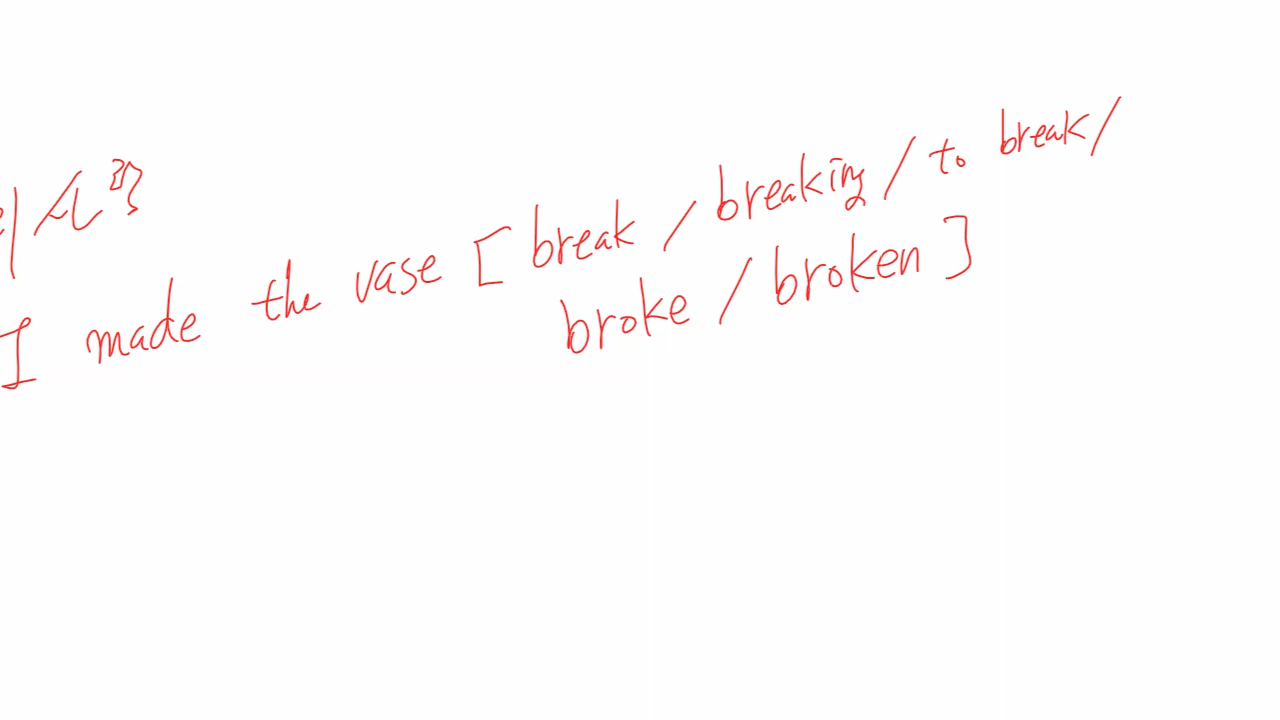 I made the vase [ break / breaking / to break /
broke / broken ]